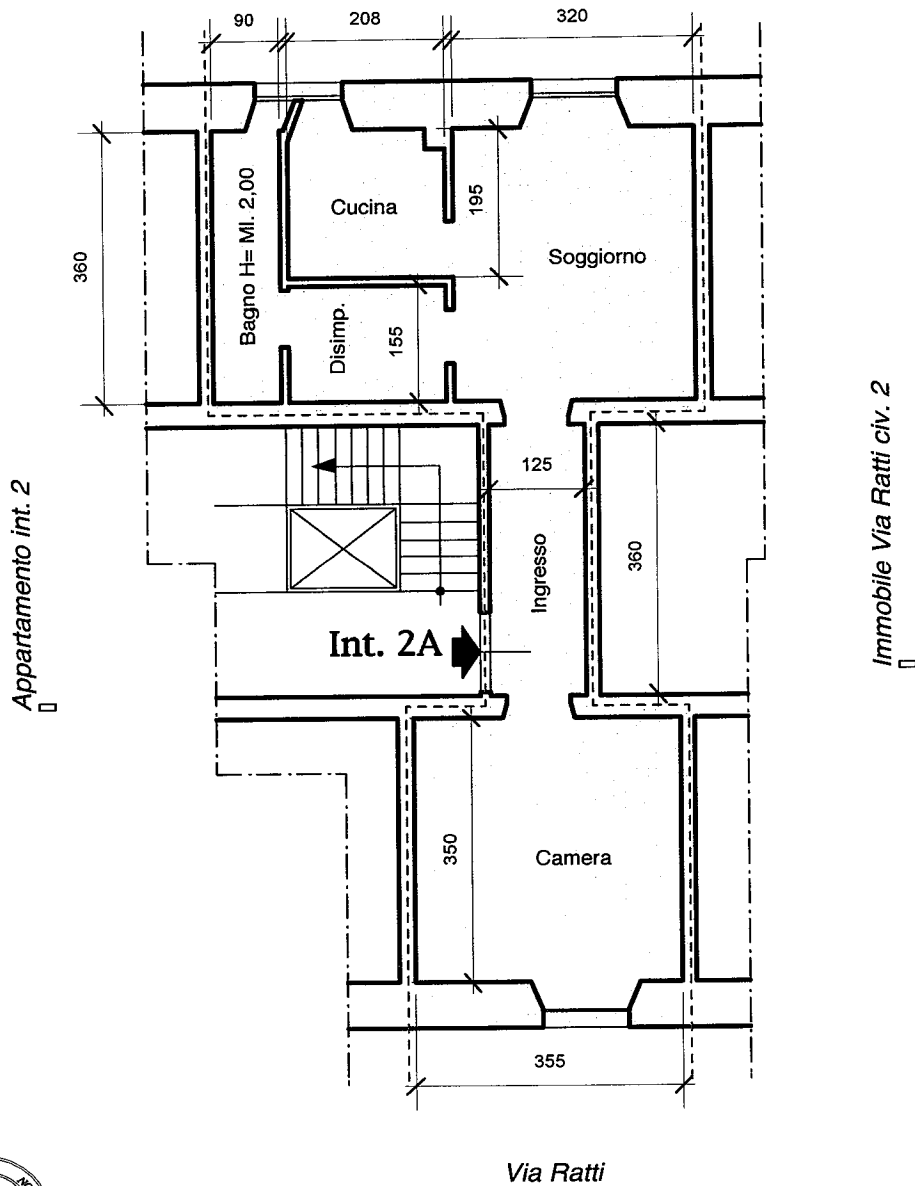 90
208
320
360
Bagno H= Ml. 2,00
Cucina
195
Soggiorno
Disimp.
155
125
Ingresso
360
Int. 2A
Appartamento int. 2
Immobile Via Ratti civ. 2
350
Camera
355
Via Ratti